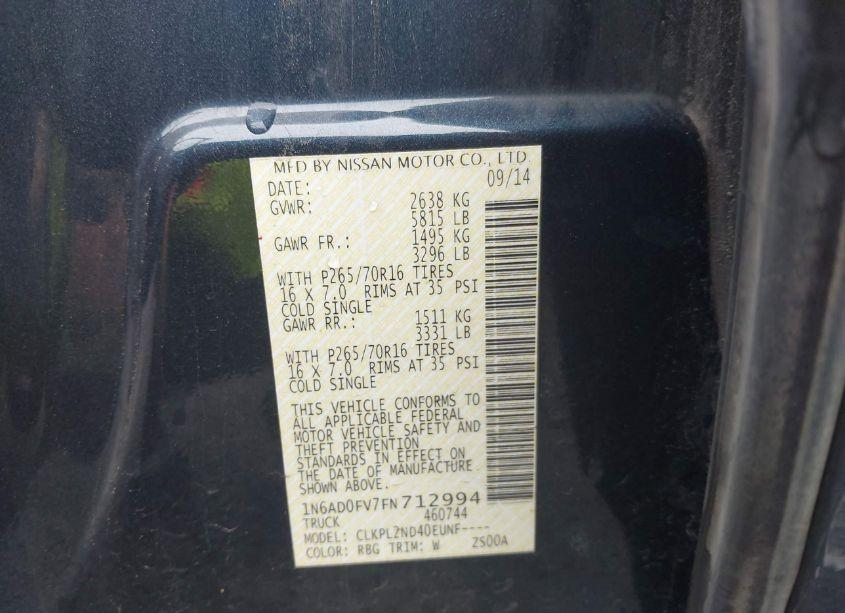 MFD BY NISSAN MOTOR CO., LTD.
DATE: 09/14
GVWR: 2638 KG
5815 LB
GAWR FR.: 1495 KG
3296 LB
WITH P265/70R16 TIRES
16 X 7.0 RIMS AT 35 PSI
COLD SINGLE
GAWR RR.: 1511 KG
3331 LB
WITH P265/70R16 TIRES
16 X 7.0 RIMS AT 35 PSI
COLD SINGLE
THIS VEHICLE CONFORMS TO
ALL APPLICABLE FEDERAL
MOTOR VEHICLE SAFETY AND
THEFT PREVENTION
STANDARDS IN EFFECT ON
THE DATE OF MANUFACTURE
SHOWN ABOVE.
1N6AD0FV7FN712994
TRUCK 460744
MODEL: CLKPLZND40EUNF----
COLOR: RBG TRIM: W ZS00A